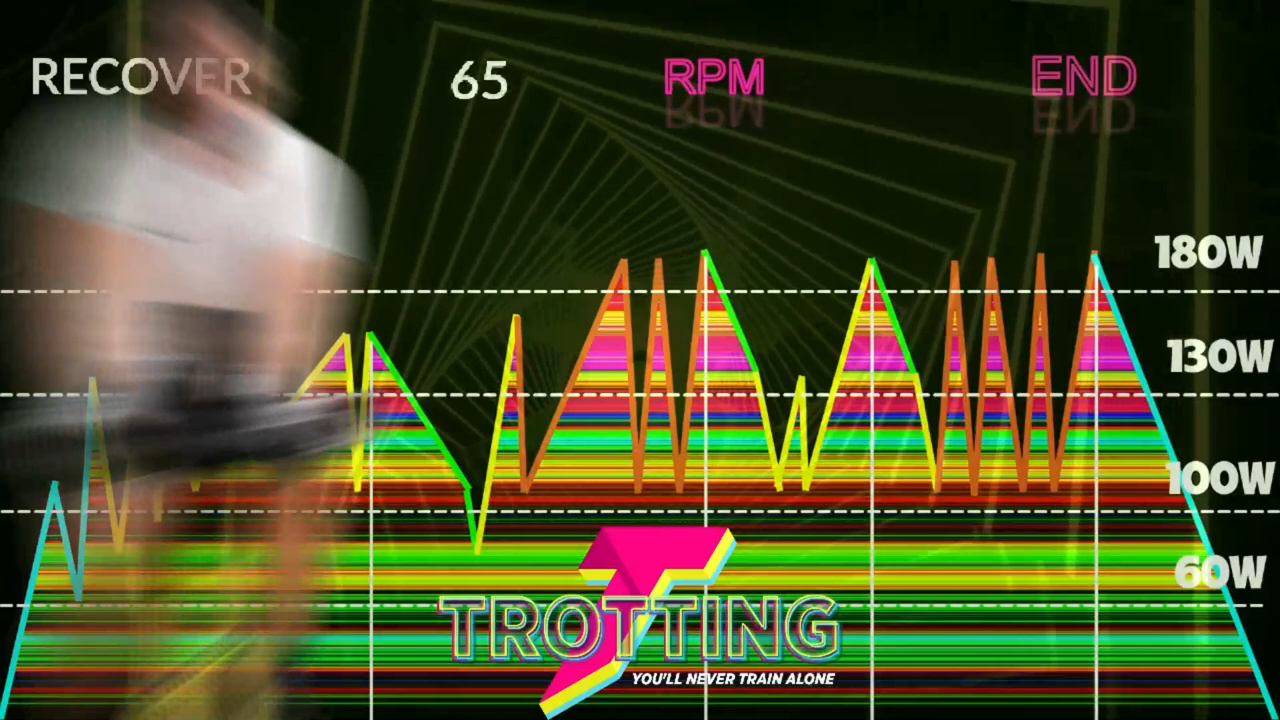 RECOVER
65
RPM
END
180W
130W
100W
60W
TROTTING
YOU'LL NEVER TRAIN ALONE